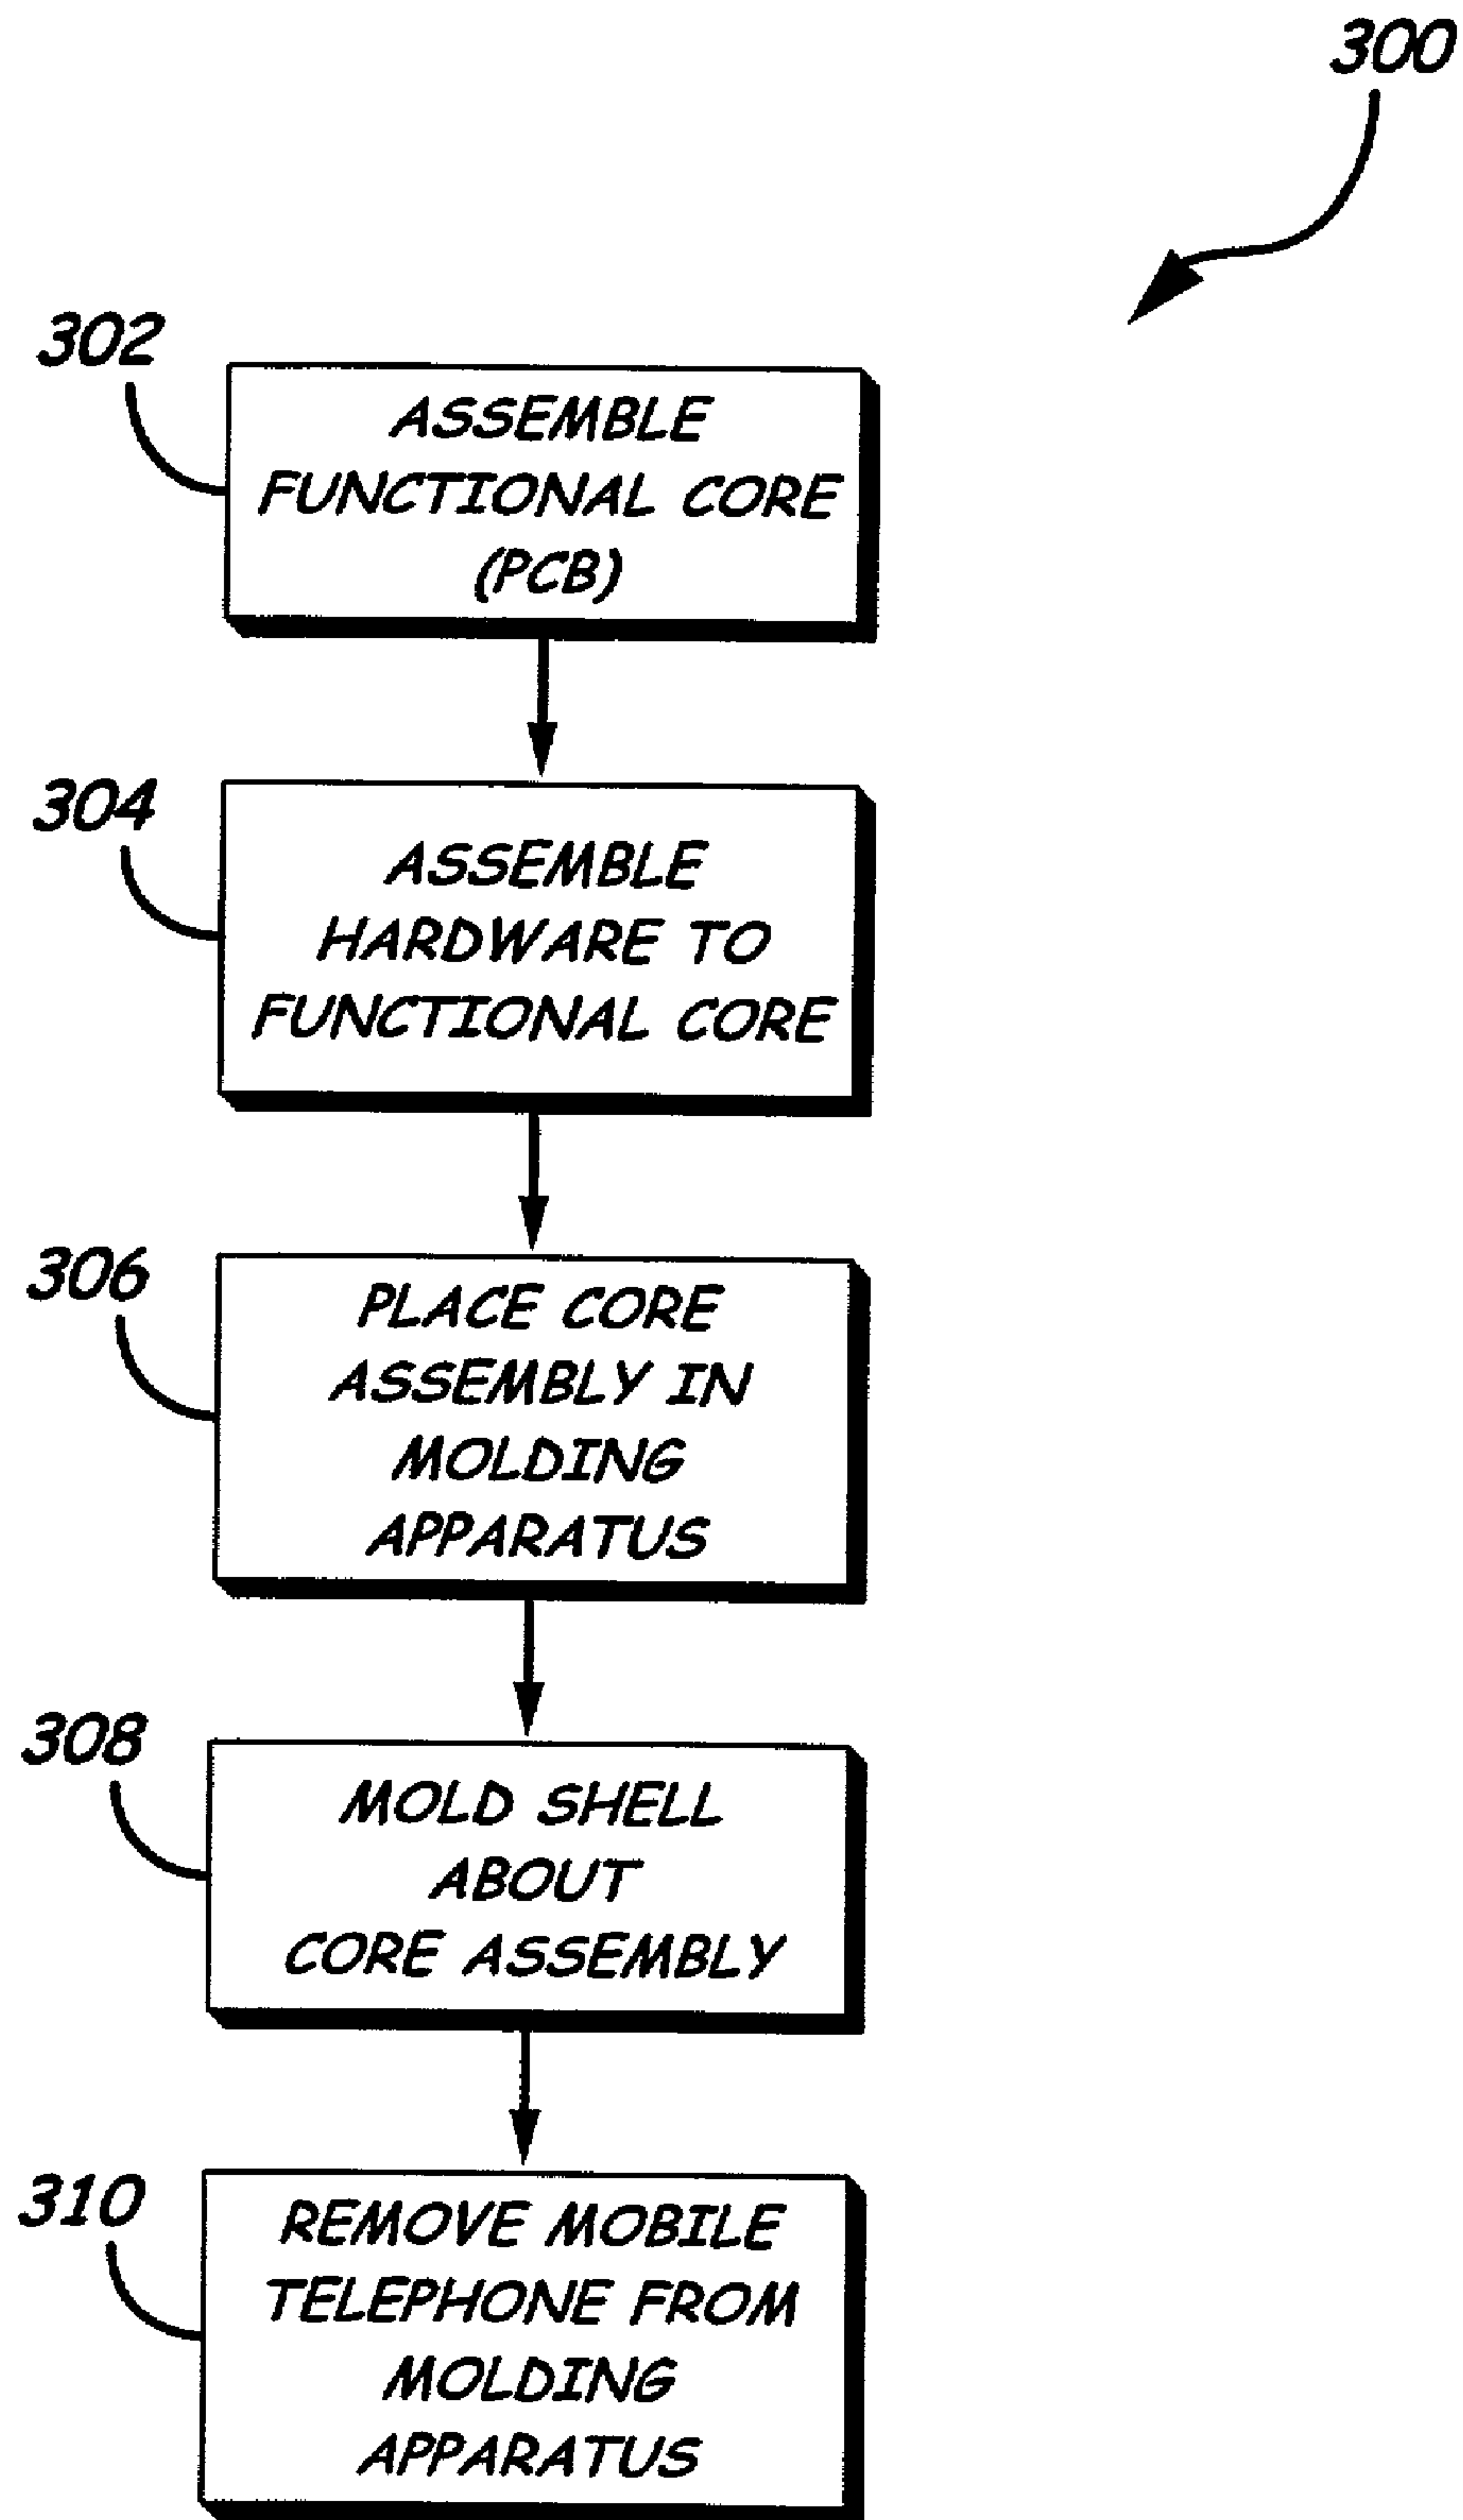 300
302
ASSEMBLE
FUNCTIONAL CORE
(PCB)
304
ASSEMBLE
HARDWARE TO
FUNCTIONAL CORE
306
PLACE CORE
ASSEMBLY IN
MOLDING
APPARATUS
308
MOLD SHELL
ABOUT
CORE ASSEMBLY
310
REMOVE MOBILE
TELEPHONE FROM
MOLDING
APPARATUS